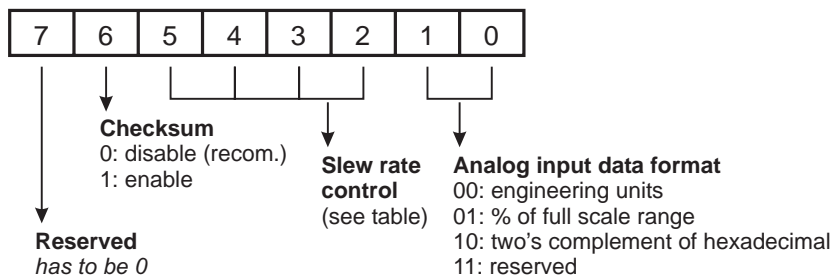 7 6 5 4 3 2 1 0
Checksum
0: disable (recom.)
1: enable
Slew rate
control
(see table)
Analog input data format
00: engineering units
01: % of full scale range
10: two's complement of hexadecimal
11: reserved
Reserved
has to be 0